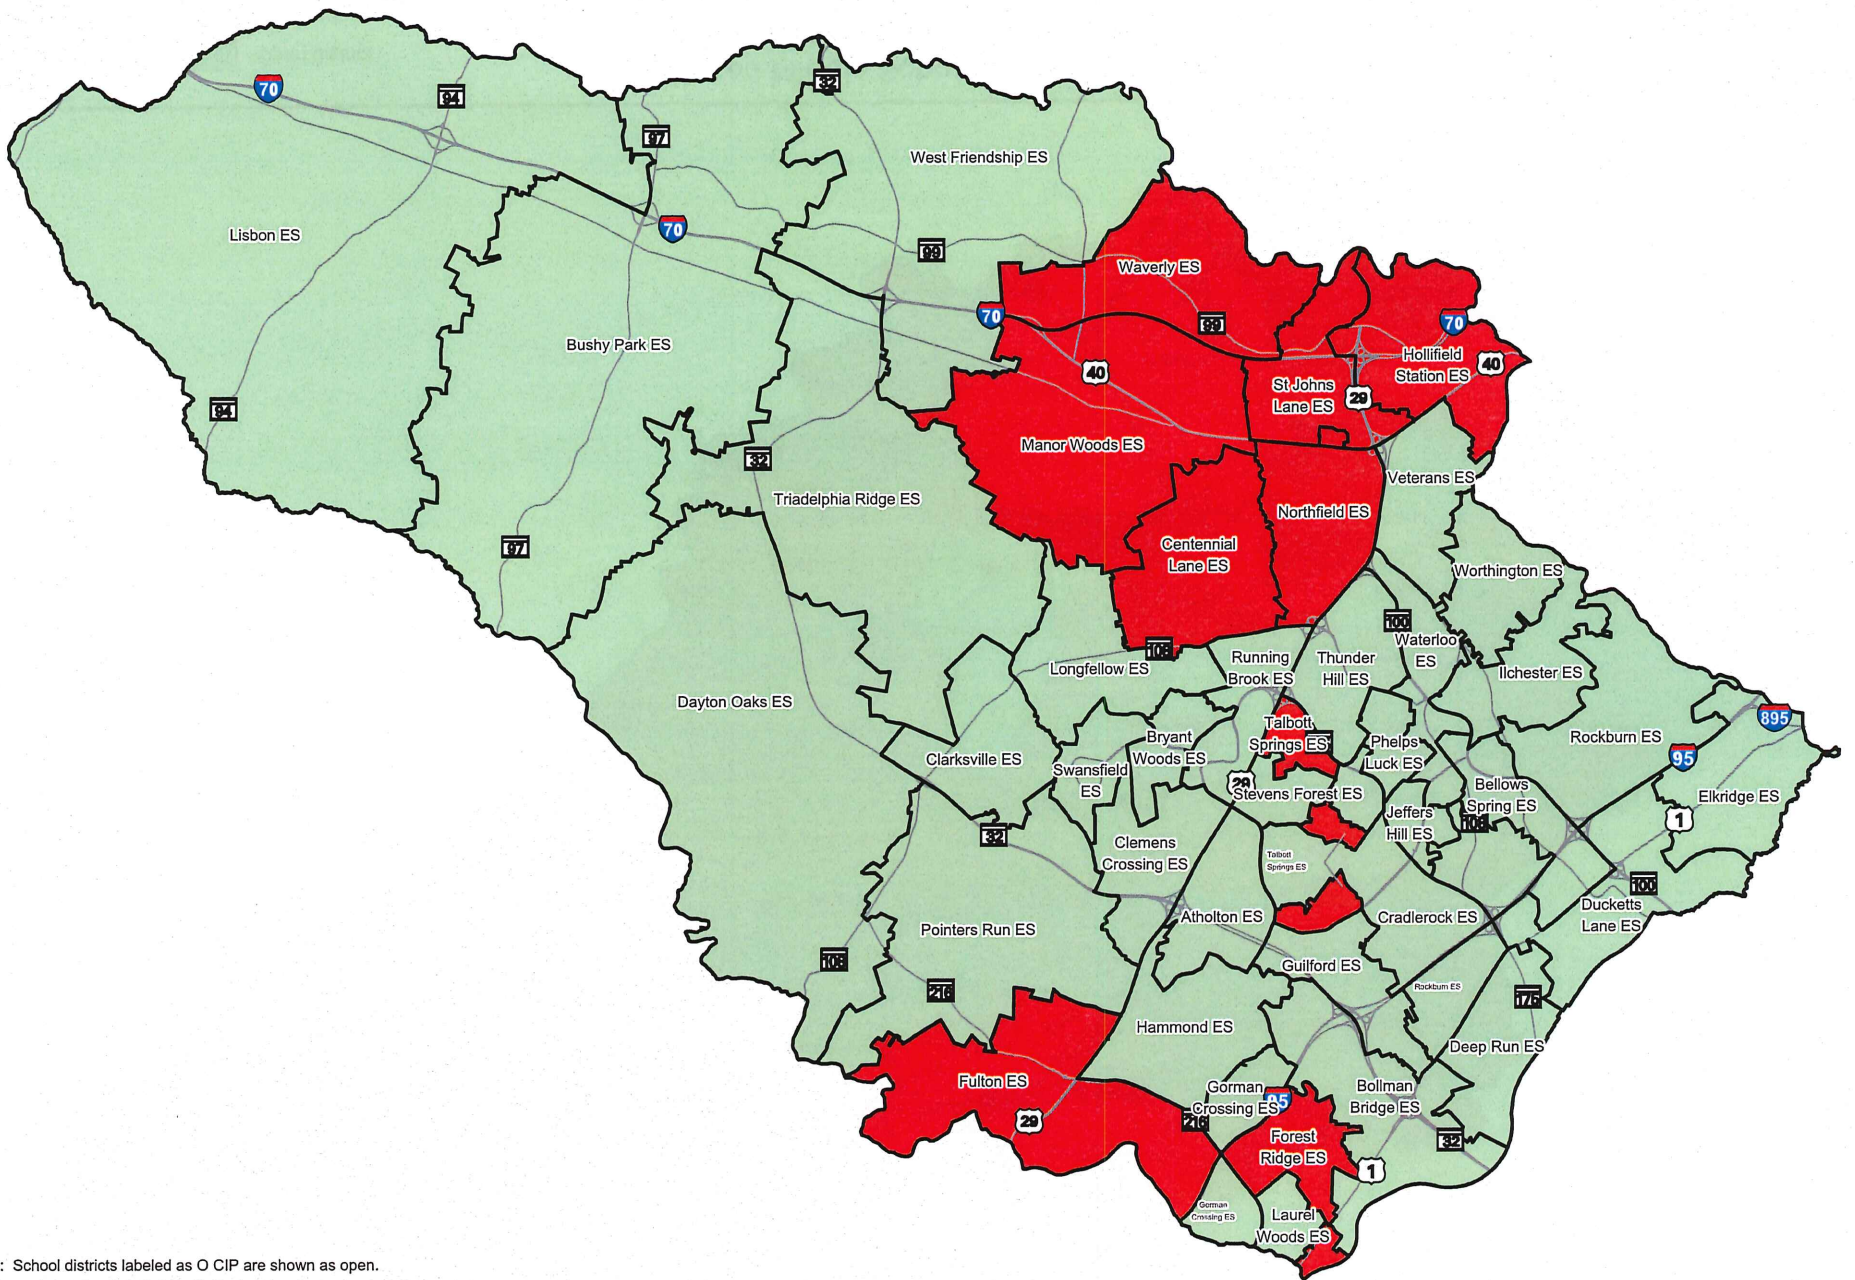 70
94
32
97
West Friendship ES
Lisbon ES
70
99
Waverly ES
70
99
70
Bushy Park ES
40
Hollifield
Station ES
40
St Johns
Lane ES
29
94
Manor Woods ES
32
Veterans ES
Triadelphia Ridge ES
Northfield ES
97
Centennial
Lane ES
Worthington ES
100
Waterloo
ES
108
Longfellow ES
Running
Brook ES
Thunder
Hill ES
Ilchester ES
Dayton Oaks ES
895
Talbott
Springs ES
Bryant
Woods ES
Phelps
Luck ES
Rockburn ES
95
Clarksville ES
Swansfield
ES
29
Stevens Forest ES
Bellows
Spring ES
Elkridge ES
Jeffers
Hill ES
108
1
32
Clemens
Crossing ES
Talbott
Springs ES
100
Ducketts
Lane ES
Atholton ES
Cradlerock ES
Pointers Run ES
108
Guilford ES
216
Rockburn ES
175
Hammond ES
Deep Run ES
Fulton ES
Gorman
Crossing ES
95
Bollman
Bridge ES
29
216
Forest
Ridge ES
32
1
Gorman
Crossing ES
Laurel
Woods ES
: School districts labeled as O CIP are shown as open.